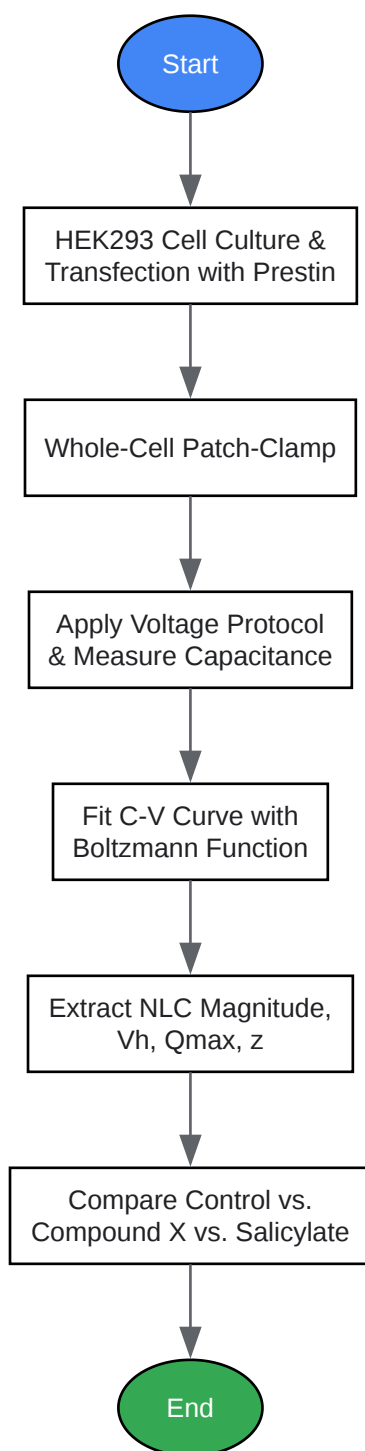 Start
HEK293 Cell Culture &
Transfection with Prestin
Whole-Cell Patch-Clamp
Apply Voltage Protocol
& Measure Capacitance
Fit C-V Curve with
Boltzmann Function
Extract NLC Magnitude,
Vh, Qmax, z
Compare Control vs.
Compound X vs. Salicylate
End